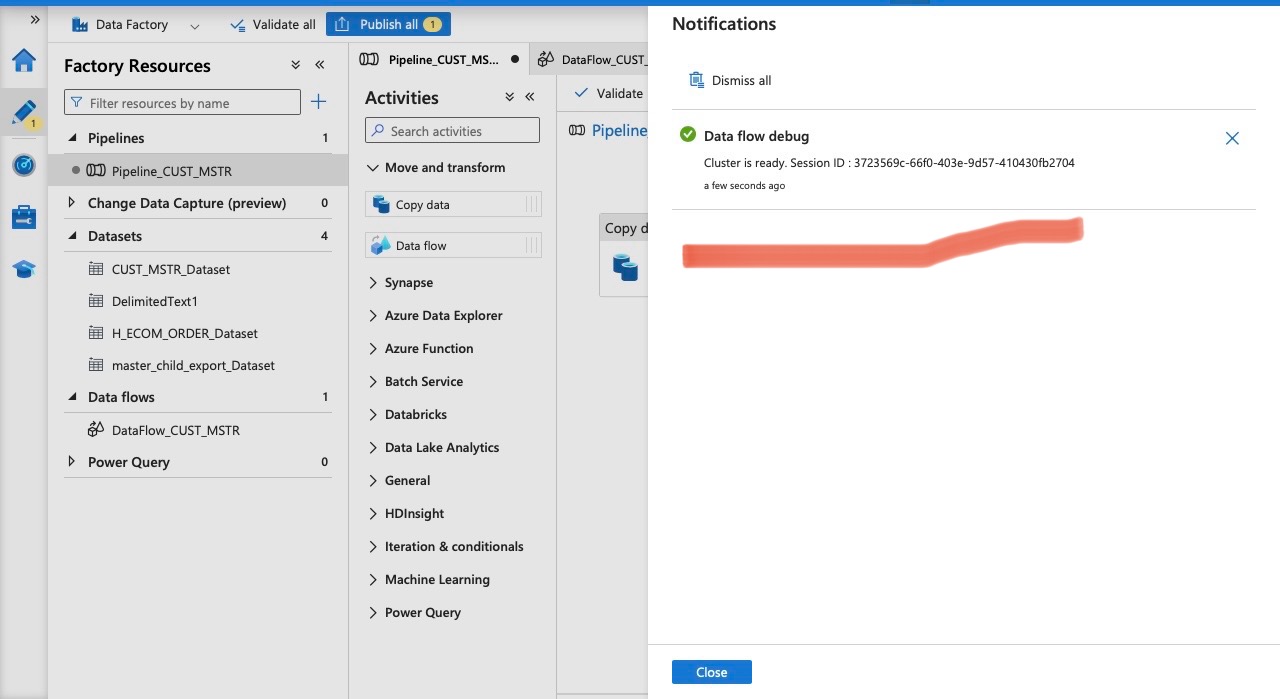 Data Factory
Validate all
Publish all 1
Factory Resources
Filter resources by name
1
Pipelines 1
Pipeline_CUST_MSTR
Change Data Capture (preview) 0
Datasets 4
CUST_MSTR_Dataset
DelimitedText1
H_ECOM_ORDER_Dataset
master_child_export_Dataset
Data flows 1
DataFlow_CUST_MSTR
Power Query 0
Pipeline_CUST_MS...
DataFlow_CUST_
Activities
Search activities
Move and transform
Copy data
Data flow
Synapse
Azure Data Explorer
Azure Function
Batch Service
Databricks
Data Lake Analytics
General
HDInsight
Iteration & conditionals
Machine Learning
Power Query
Validate
Pipeline
Copy d
Notifications
Dismiss all
Data flow debug
Cluster is ready. Session ID : 3723569c-66f0-403e-9d57-410430fb2704
a few seconds ago
Close